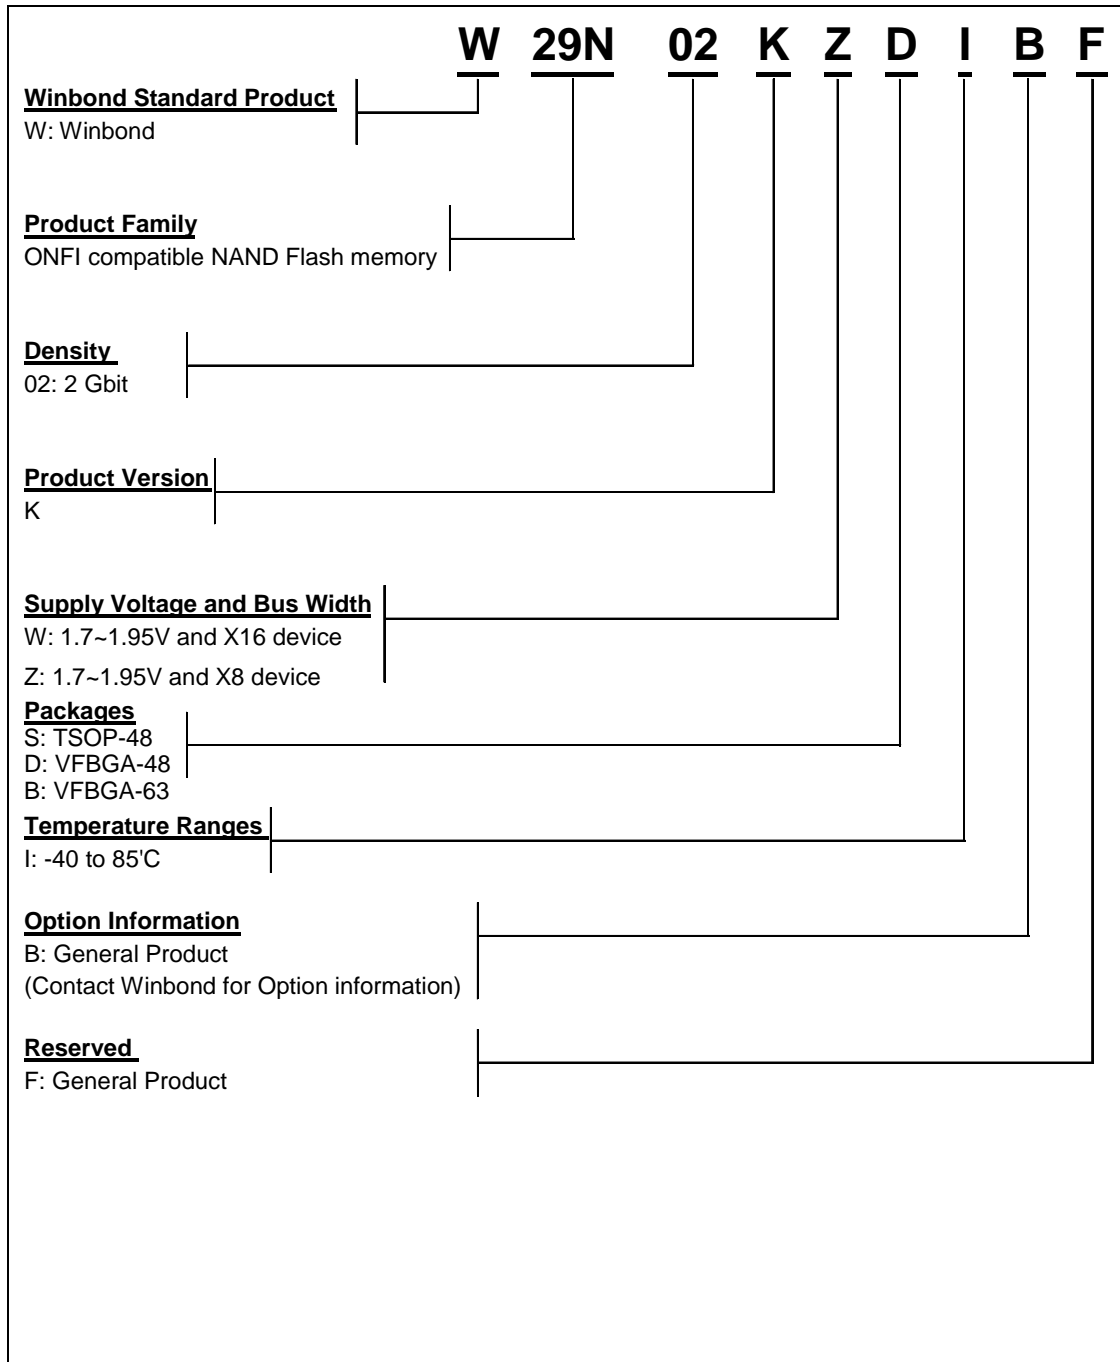 W 29N 02 K Z D I B F
Winbond Standard Product
W: Winbond
Product Family
ONFI compatible NAND Flash memory
Density
02: 2 Gbit
Product Version
K
Supply Voltage and Bus Width
W: 1.7~1.95V and X16 device
Z: 1.7~1.95V and X8 device
Packages
S: TSOP-48
D: VFBGA-48
B: VFBGA-63
Temperature Ranges
I: -40 to 85'C
Option Information
B: General Product
(Contact Winbond for Option information)
Reserved
F: General Product